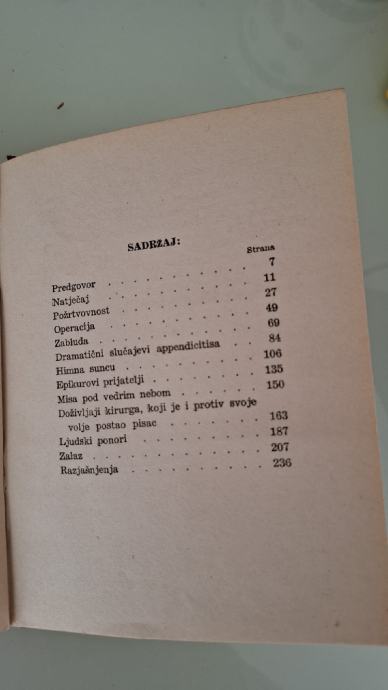 SADRŽAJ:
Strana
Predgovor . . . . . . . . . . 7
Natječaj . . . . . . . . . . 11
Požrtvovnost . . . . . . . . . 27
Operacija . . . . . . . . . . 49
Zabluda . . . . . . . . . . 69
Dramatični slučajevi appendicitisa . . 84
Himna suncu . . . . . . . . . 106
Epikurovi prijatelji . . . . . . . 135
Misa pod vedrim nebom . . . . . . 150
Doživljaji kirurga, koji je i protiv svoje
volje postao pisac . . . . . . . 163
Ljudski ponori . . . . . . . . 187
Zalaz . . . . . . . . . . . 207
Razjašnjenja . . . . . . . . . 236